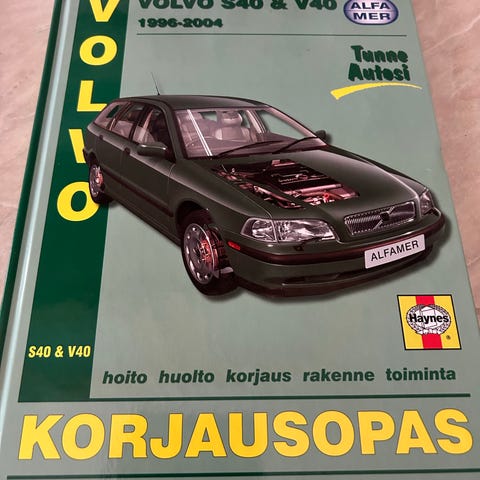 VOLVO S40 & V40
1996-2004
ALFA
MER
Tunne
Autosi
VOLVO
ALFAMER
Haynes
®
S40 & V40
hoito huolto korjaus rakenne toiminta
KORJAUSOPAS